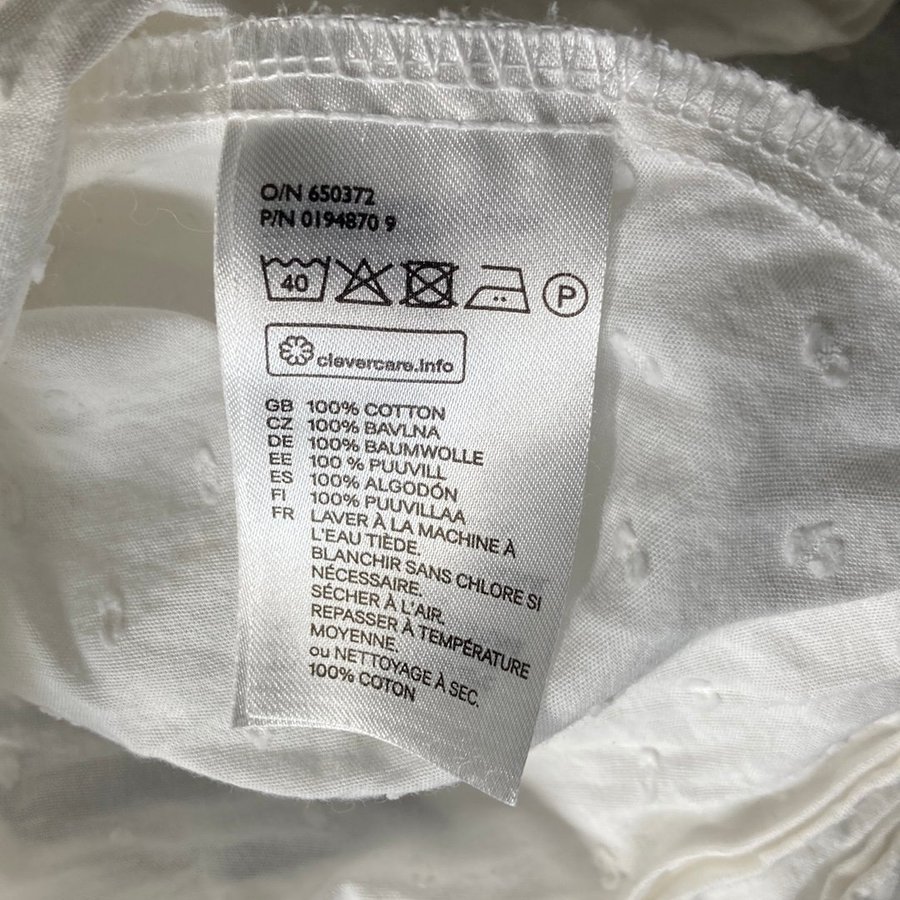 O/N 650372
P/N 0194870 9
40 P
clevercare.info
GB 100% COTTON
CZ 100% BAVLNA
DE 100% BAUMWOLLE
EE 100 % PUUVILL
ES 100% ALGODÓN
FI 100% PUUVILLAA
FR LAVER À LA MACHINE À
L'EAU TIÈDE.
BLANCHIR SANS CHLORE SI
NÉCESSAIRE.
SÉCHER À L'AIR.
REPASSER À TEMPÉRATURE
MOYENNE.
ou NETTOYAGE À SEC.
100% COTON